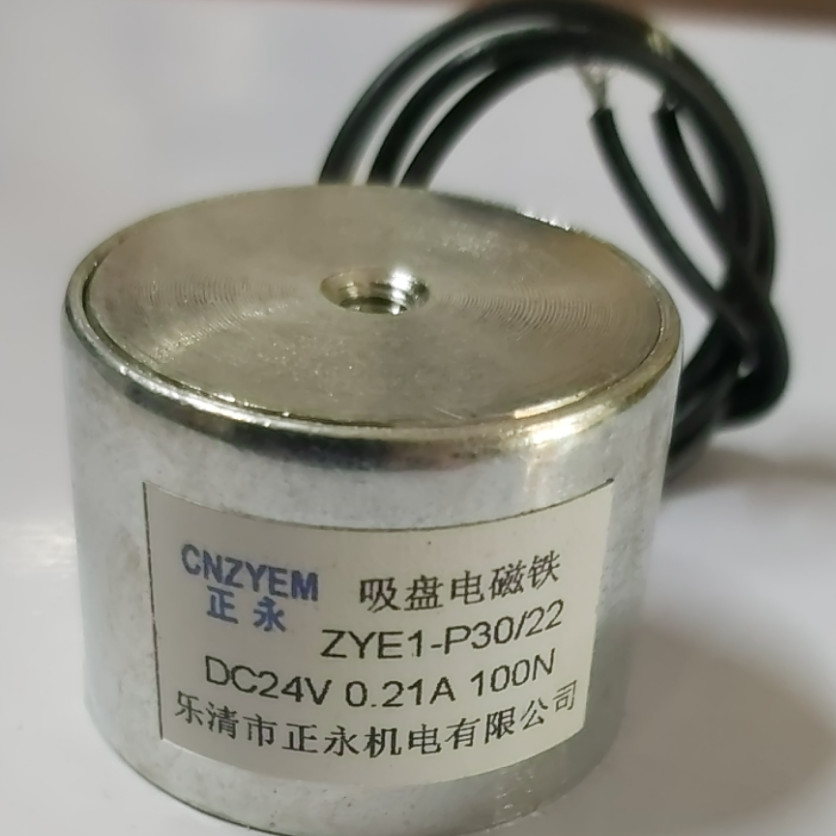 CNZYEM
正永
吸盘电磁铁
ZYE1-P30/22
DC24V 0.21A 100N
乐清市正永机电有限公司